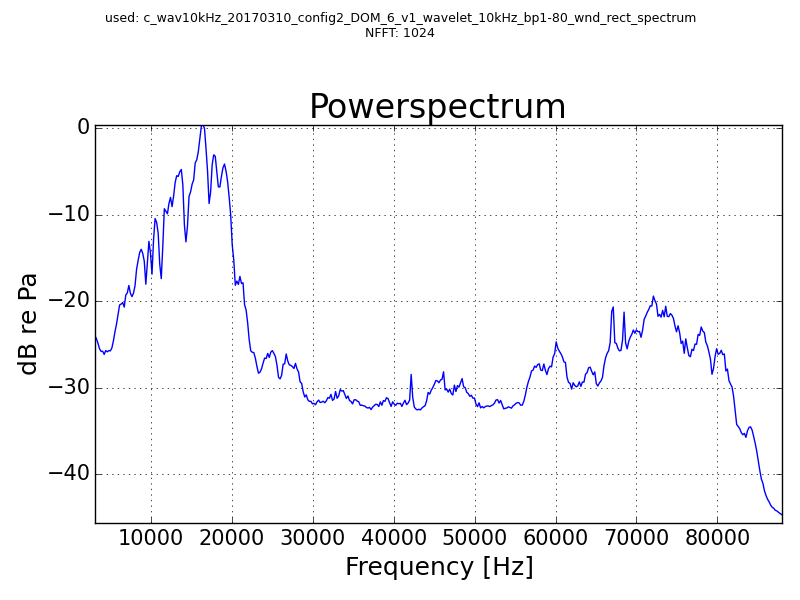 used: c_wav10kHz_20170310_config2_DOM_6_v1_wavelet_10kHz_bp1-80_wnd_rect_spectrum
NFFT: 1024
Powerspectrum
0
−10
−20
−30
−40
dB re Pa
10000 20000 30000 40000 50000 60000 70000 80000
Frequency [Hz]